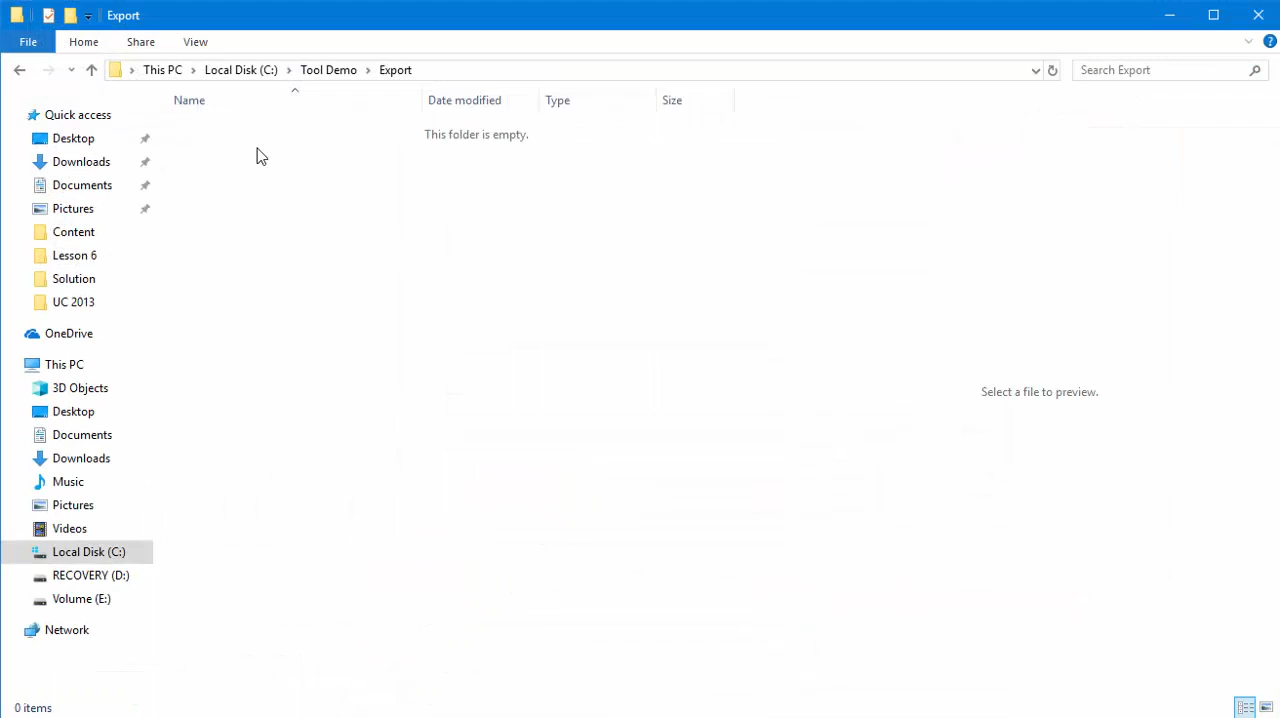 Export
File Home Share View
This PC Local Disk (C:) Tool Demo Export Search Export
Name Date modified Type Size
This folder is empty.
Quick access
Desktop
Downloads
Documents
Pictures
Content
Lesson 6
Solution
UC 2013
OneDrive
This PC
3D Objects
Desktop
Documents
Downloads
Music
Pictures
Videos
Local Disk (C:)
RECOVERY (D:)
Volume (E:)
Network
Select a file to preview.
0 items